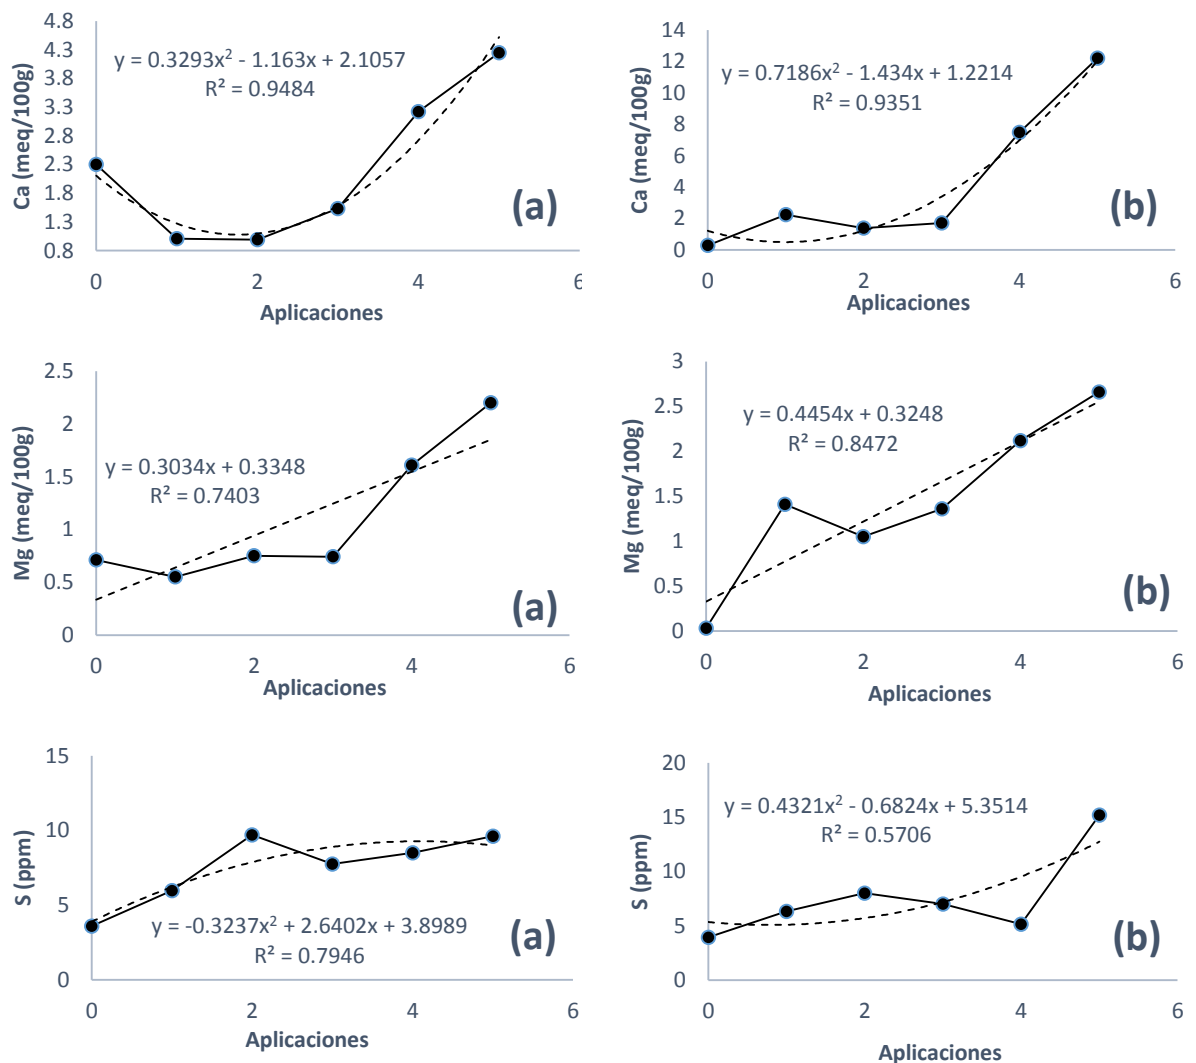 4.8
4.3
3.8
3.3
2.8
2.3
1.8
1.3
0.8
Ca (meq/100g)
y = 0.3293x² - 1.163x + 2.1057
R² = 0.9484
(a)
0 2 4 6
Aplicaciones
14
12
10
8
6
4
2
0
Ca (meq/100g)
y = 0.7186x² - 1.434x + 1.2214
R² = 0.9351
(b)
0 2 4 6
Aplicaciones
2.5
2
1.5
1
0.5
0
Mg (meq/100g)
y = 0.3034x + 0.3348
R² = 0.7403
(a)
0 2 4 6
Aplicaciones
3
2.5
2
1.5
1
0.5
0
Mg (meq/100g)
y = 0.4454x + 0.3248
R² = 0.8472
(b)
0 2 4 6
Aplicaciones
15
10
5
0
S (ppm)
y = -0.3237x² + 2.6402x + 3.8989
R² = 0.7946
(a)
0 2 4 6
Aplicaciones
20
15
10
5
0
S (ppm)
y = 0.4321x² - 0.6824x + 5.3514
R² = 0.5706
(b)
0 2 4 6
Aplicaciones